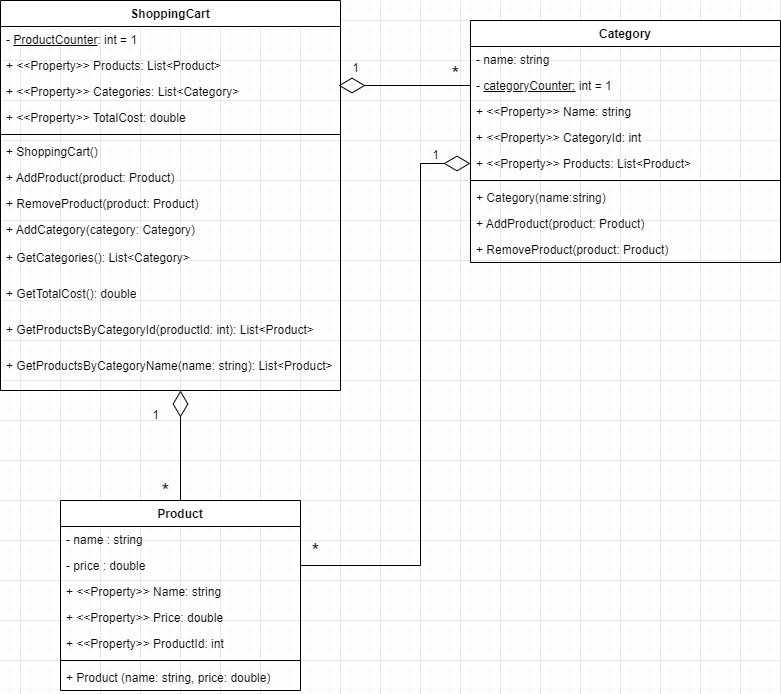 ShoppingCart
- ProductCounter: int = 1
+ <<Property>> Products: List<Product>
+ <<Property>> Categories: List<Category>
+ <<Property>> TotalCost: double
+ ShoppingCart()
+ AddProduct(product: Product)
+ RemoveProduct(product: Product)
+ AddCategory(category: Category)
+ GetCategories(): List<Category>
+ GetTotalCost(): double
+ GetProductsByCategoryId(productId: int): List<Product>
+ GetProductsByCategoryName(name: string): List<Product>
1
*
Category
- name: string
- categoryCounter: int = 1
+ <<Property>> Name: string
+ <<Property>> CategoryId: int
+ <<Property>> Products: List<Product>
+ Category(name:string)
+ AddProduct(product: Product)
+ RemoveProduct(product: Product)
1
*
1
*
Product
- name : string
- price : double
+ <<Property>> Name: string
+ <<Property>> Price: double
+ <<Property>> ProductId: int
+ Product (name: string, price: double)